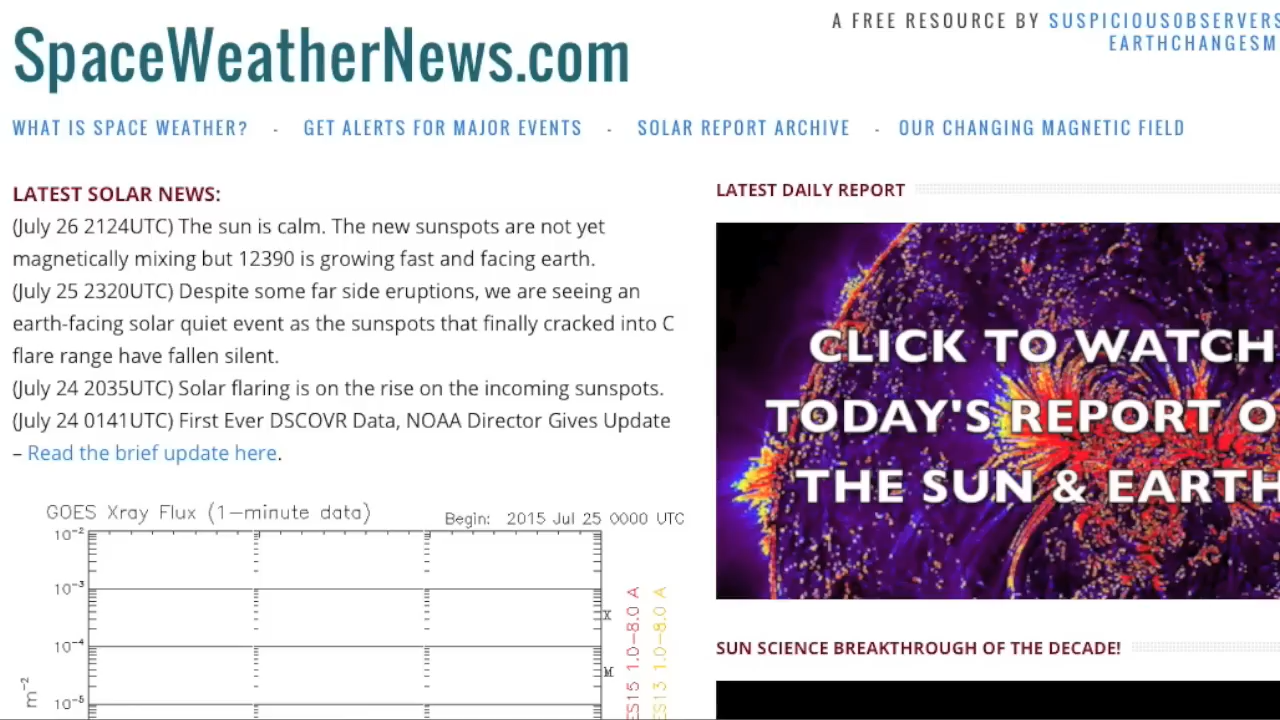 A FREE RESOURCE BY SUSPICIOUSOBSERVERS
EARTHCHANGESM
SpaceWeatherNews.com
WHAT IS SPACE WEATHER? - GET ALERTS FOR MAJOR EVENTS - SOLAR REPORT ARCHIVE - OUR CHANGING MAGNETIC FIELD
LATEST SOLAR NEWS:
(July 26 2124UTC) The sun is calm. The new sunspots are not yet
magnetically mixing but 12390 is growing fast and facing earth.
(July 25 2320UTC) Despite some far side eruptions, we are seeing an
earth-facing solar quiet event as the sunspots that finally cracked into C
flare range have fallen silent.
(July 24 2035UTC) Solar flaring is on the rise on the incoming sunspots.
(July 24 0141UTC) First Ever DSCOVR Data, NOAA Director Gives Update
– Read the brief update here.
GOES Xray Flux (1-minute data)
Begin: 2015 Jul 25 0000 UTC
10⁻²
10⁻³
10⁻⁴
10⁻⁵
m⁻²
X
M
ES15 1.0-8.0 A
ES13 1.0-8.0 A
LATEST DAILY REPORT
CLICK TO WATCH
TODAY'S REPORT O
THE SUN & EARTH
SUN SCIENCE BREAKTHROUGH OF THE DECADE!